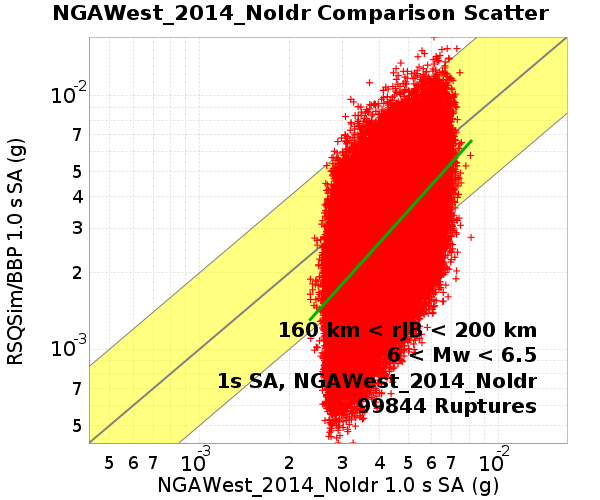 NGAWest_2014_NoIdr Comparison Scatter
RSQSim/BBP 1.0 s SA (g)
10-2
7
5
4
3
2
10-3
7
5
160 km < rJB < 200 km
6 < Mw < 6.5
1s SA, NGAWest_2014_NoIdr
99844 Ruptures
5 6 7 10-3 2 3 4 5 6 7 10-2
NGAWest_2014_NoIdr 1.0 s SA (g)